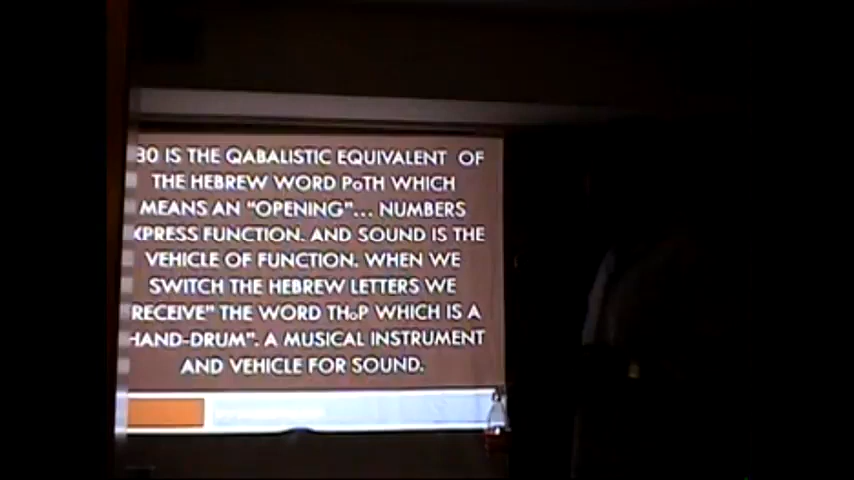 80 IS THE QABALISTIC EQUIVALENT OF
THE HEBREW WORD PoTH WHICH
MEANS AN "OPENING"... NUMBERS
XPRESS FUNCTION. AND SOUND IS THE
VEHICLE OF FUNCTION. WHEN WE
SWITCH THE HEBREW LETTERS WE
RECEIVE" THE WORD THoP WHICH IS A
HAND-DRUM". A MUSICAL INSTRUMENT
AND VEHICLE FOR SOUND.